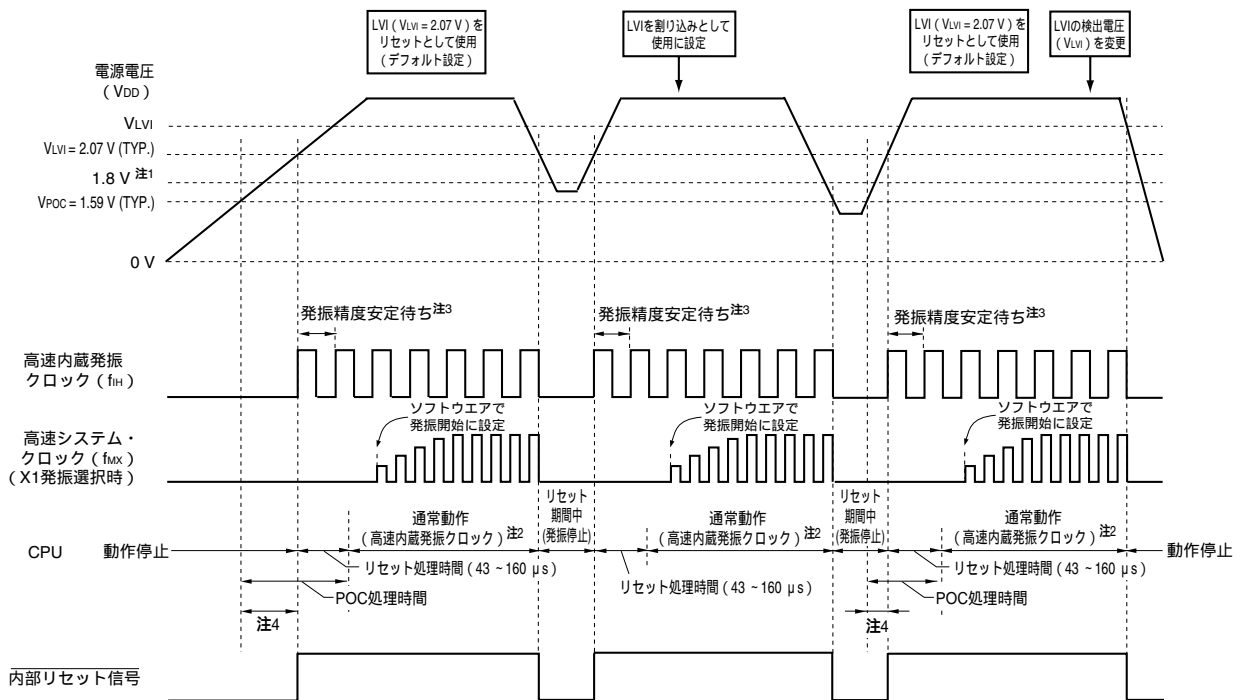 LVI（VLVI = 2.07 V）を
リセットとして使用
（デフォルト設定）
LVIを割り込みとして
使用に設定
LVI（VLVI = 2.07 V）を
リセットとして使用
（デフォルト設定）
LVIの検出電圧
（VLVI）を変更
電源電圧
（VDD）
VLVI
VLVI = 2.07 V (TYP.)
1.8 V 注1
VPOC = 1.59 V (TYP.)
0 V
発振精度安定待ち注3
発振精度安定待ち注3
発振精度安定待ち注3
高速内蔵発振
クロック（fIH）
ソフトウエアで
発振開始に設定
ソフトウエアで
発振開始に設定
ソフトウエアで
発振開始に設定
高速システム・
クロック（fMX）
（X1発振選択時）
リセット
期間中
(発振停止)
リセット
期間中
(発振停止)
CPU
動作停止
通常動作
（高速内蔵発振クロック）注2
通常動作
（高速内蔵発振クロック）注2
通常動作
（高速内蔵発振クロック）注2
動作停止
リセット処理時間（43 ~160 μs）
リセット処理時間（43 ~160 μs）
リセット処理時間（43 ~160 μs）
POC処理時間
POC処理時間
注4
注4
内部リセット信号